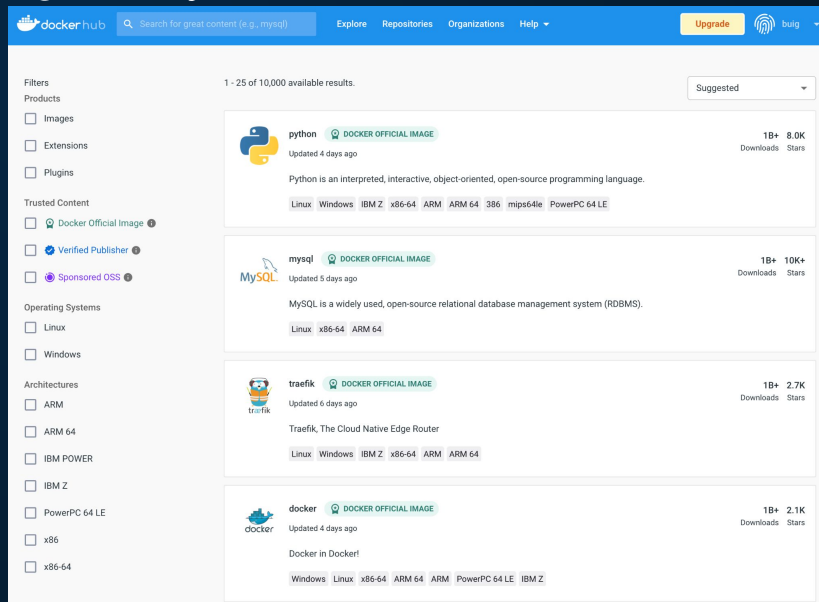 dockerhub Search for great content (e.g., mysql) Explore Repositories Organizations Help Upgrade buig
Filters
Products
Images
Extensions
Plugins
Trusted Content
Docker Official Image
Verified Publisher
Sponsored OSS
Operating Systems
Linux
Windows
Architectures
ARM
ARM 64
IBM POWER
IBM Z
PowerPC 64 LE
x86
x86-64
1 - 25 of 10,000 available results.
Suggested
python DOCKER OFFICIAL IMAGE 1B+ 8.0K
Updated 4 days ago Downloads Stars
Python is an interpreted, interactive, object-oriented, open-source programming language.
Linux Windows IBM Z x86-64 ARM ARM 64 386 mips64le PowerPC 64 LE
mysql DOCKER OFFICIAL IMAGE 1B+ 10K+
MySQL Updated 5 days ago Downloads Stars
MySQL is a widely used, open-source relational database management system (RDBMS).
Linux x86-64 ARM 64
traefik DOCKER OFFICIAL IMAGE 1B+ 2.7K
træfik Updated 6 days ago Downloads Stars
Traefik, The Cloud Native Edge Router
Linux Windows IBM Z x86-64 ARM ARM 64
docker DOCKER OFFICIAL IMAGE 1B+ 2.1K
docker Updated 4 days ago Downloads Stars
Docker in Docker!
Windows Linux x86-64 ARM 64 ARM PowerPC 64 LE IBM Z